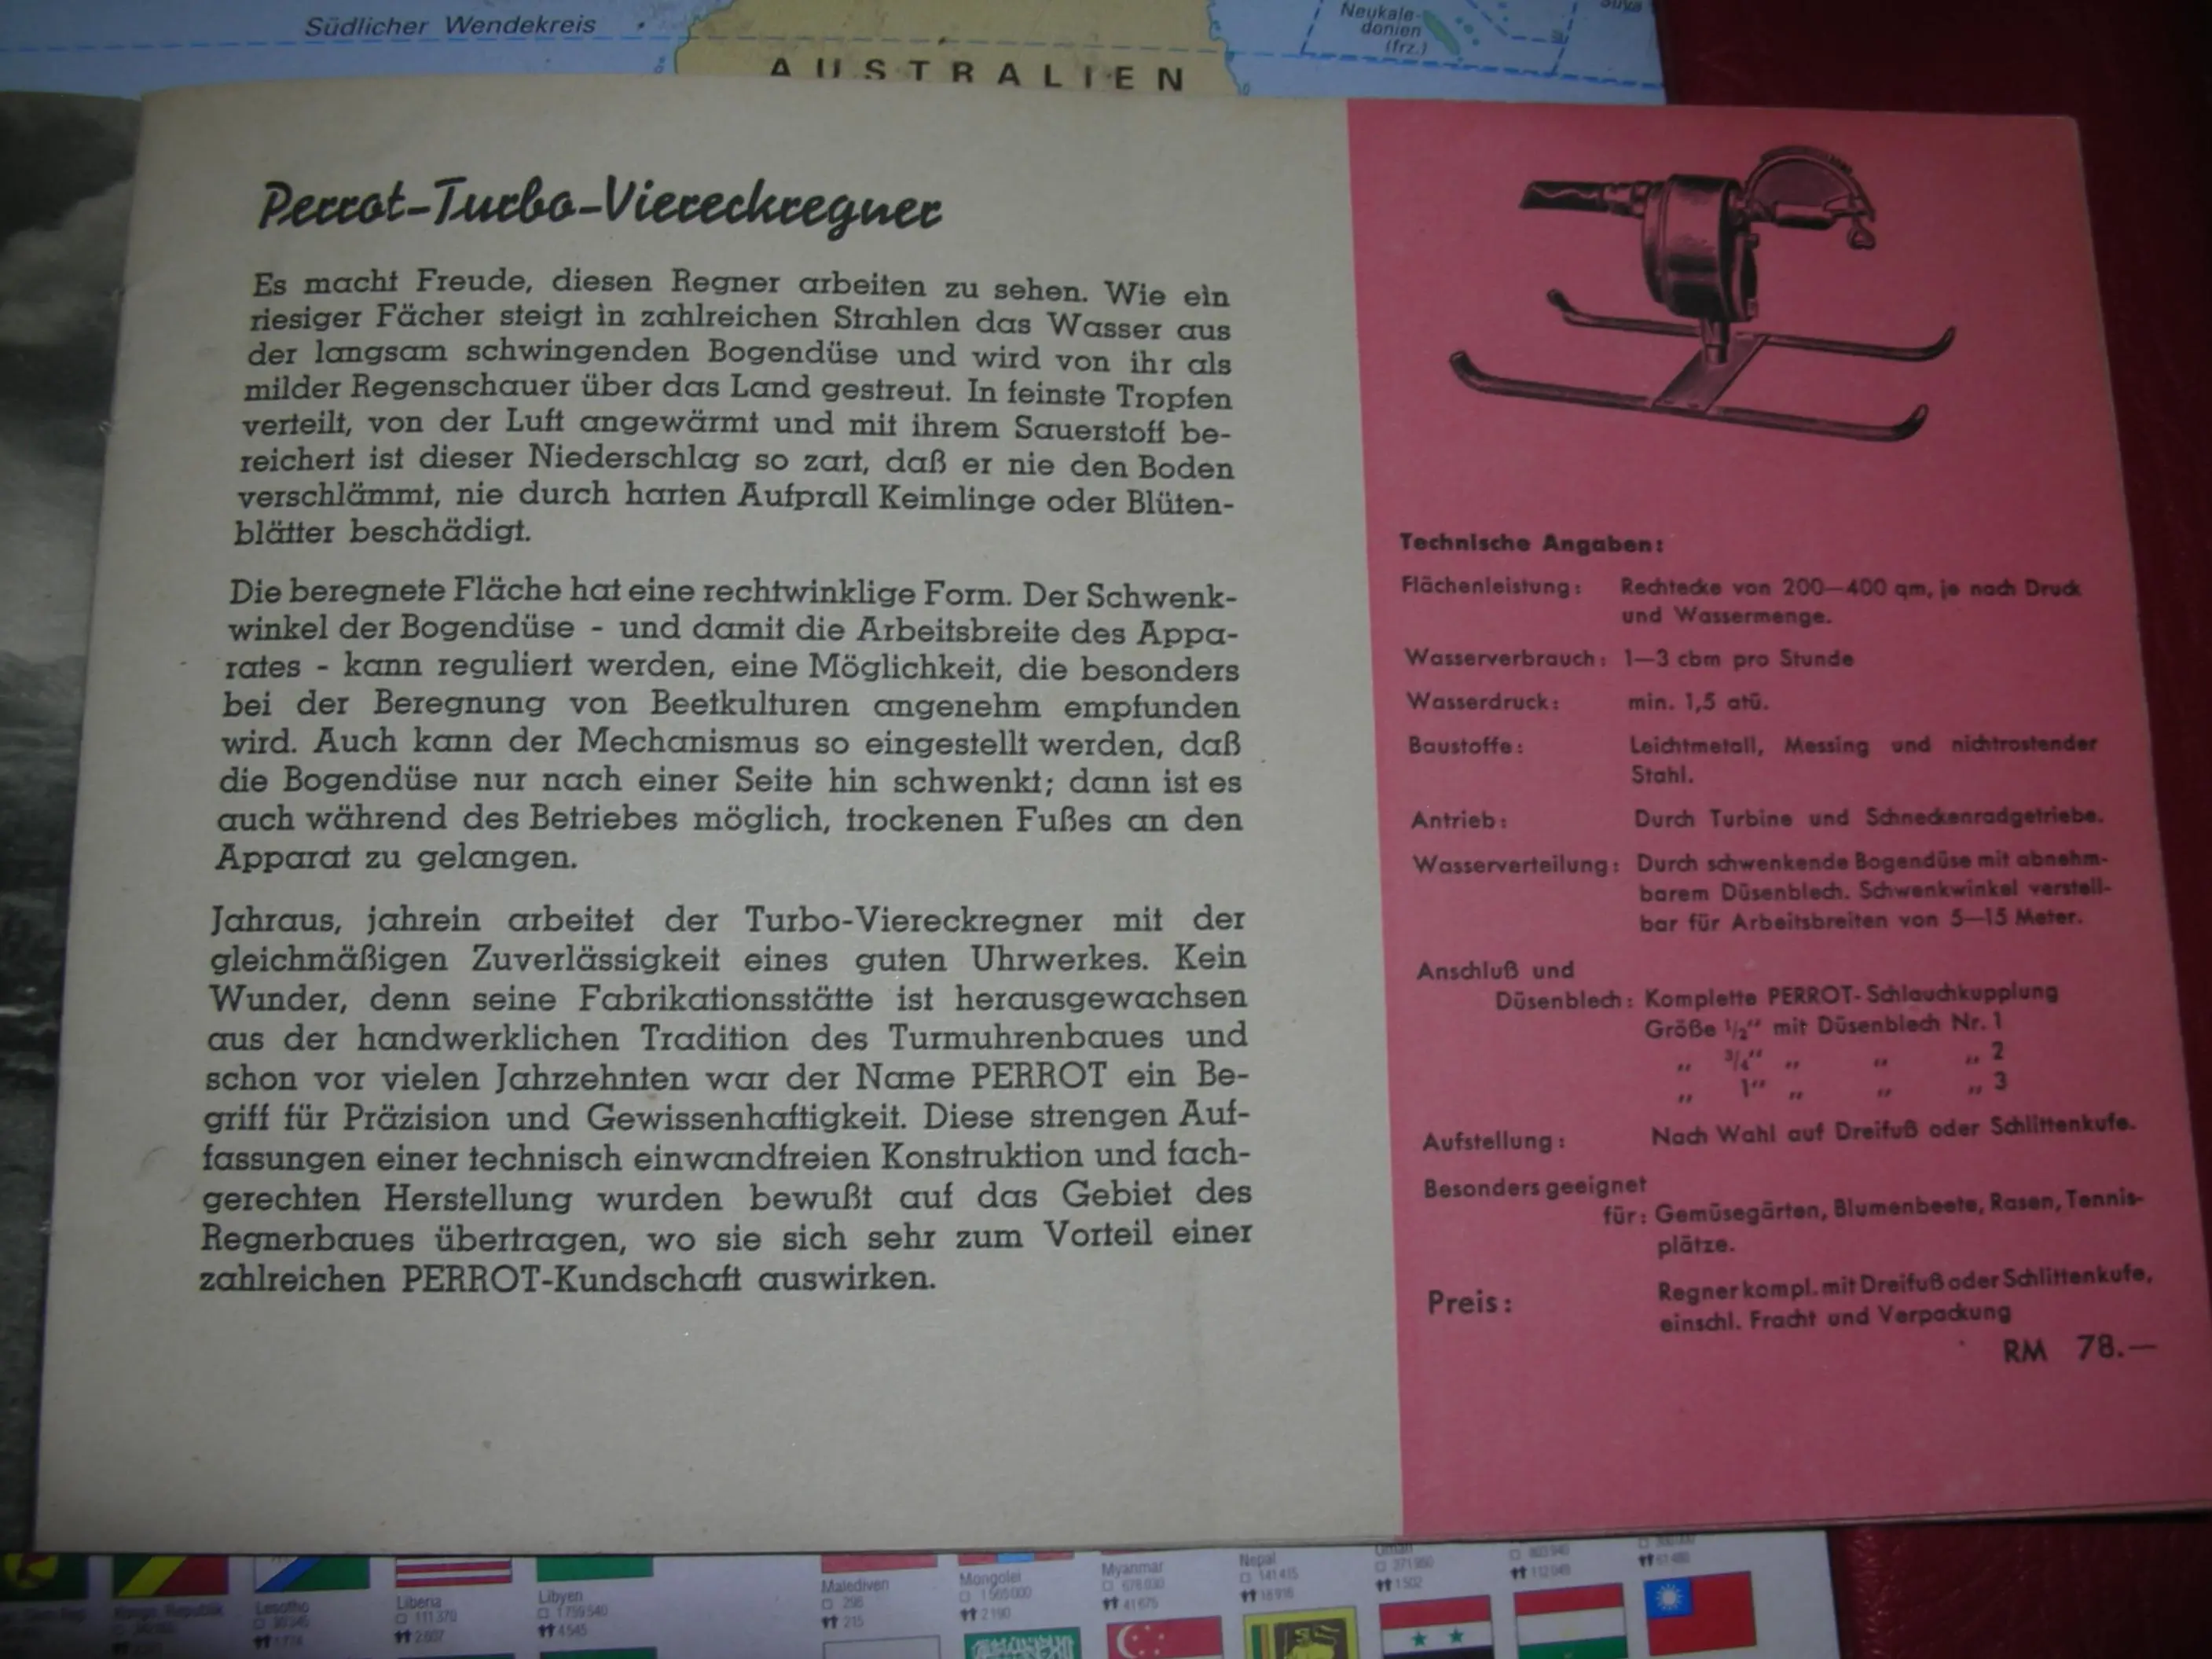 Südlicher Wendekreis
AUSTRALIEN
Neukale-
donien
(frz.)
Perrot-Turbo-Viereckregner
Es macht Freude, diesen Regner arbeiten zu sehen. Wie ein
riesiger Fächer steigt in zahlreichen Strahlen das Wasser aus
der langsam schwingenden Bogendüse und wird von ihr als
milder Regenschauer über das Land gestreut. In feinste Tropfen
verteilt, von der Luft angewärmt und mit ihrem Sauerstoff be-
reichert ist dieser Niederschlag so zart, daß er nie den Boden
verschlämmt, nie durch harten Aufprall Keimlinge oder Blüten-
blätter beschädigt.
Die beregnete Fläche hat eine rechtwinklige Form. Der Schwenk-
winkel der Bogendüse - und damit die Arbeitsbreite des Appa-
rates - kann reguliert werden, eine Möglichkeit, die besonders
bei der Beregnung von Beetkulturen angenehm empfunden
wird. Auch kann der Mechanismus so eingestellt werden, daß
die Bogendüse nur nach einer Seite hin schwenkt; dann ist es
auch während des Betriebes möglich, trockenen Fußes an den
Apparat zu gelangen.
Jahraus, jahrein arbeitet der Turbo-Viereckregner mit der
gleichmäßigen Zuverlässigkeit eines guten Uhrwerkes. Kein
Wunder, denn seine Fabrikationsstätte ist herausgewachsen
aus der handwerklichen Tradition des Turmuhrenbaues und
schon vor vielen Jahrzehnten war der Name PERROT ein Be-
griff für Präzision und Gewissenhaftigkeit. Diese strengen Auf-
fassungen einer technisch einwandfreien Konstruktion und fach-
gerechten Herstellung wurden bewußt auf das Gebiet des
Regnerbaues übertragen, wo sie sich sehr zum Vorteil einer
zahlreichen PERROT-Kundschaft auswirken.
Technische Angaben:
Flächenleistung: Rechtecke von 200—400 qm, je nach Druck
und Wassermenge.
Wasserverbrauch: 1—3 cbm pro Stunde
Wasserdruck: min. 1,5 atü.
Baustoffe: Leichtmetall, Messing und nichtrostender
Stahl.
Antrieb: Durch Turbine und Schneckenradgetriebe.
Wasserverteilung: Durch schwenkende Bogendüse mit abnehm-
barem Düsenblech. Schwenkwinkel verstell-
bar für Arbeitsbreiten von 5—15 Meter.
Anschluß und
Düsenblech: Komplette PERROT-Schlauchkupplung
Größe 1/2" mit Düsenblech Nr. 1
„ 3/4" „ „ „ 2
„ 1" „ „ „ 3
Aufstellung: Nach Wahl auf Dreifuß oder Schlittenkufe.
Besonders geeignet
für: Gemüsegärten, Blumenbeete, Rasen, Tennis-
plätze.
Preis: Regner kompl. mit Dreifuß oder Schlittenkufe,
einschl. Fracht und Verpackung
RM 78.—
Lesotho
Liberia
111370
2607
Libyen
1759540
4545
Malediven
298
215
Mongolei
1565000
2190
Myanmar
41675
Nepal
141415
Oman
1502